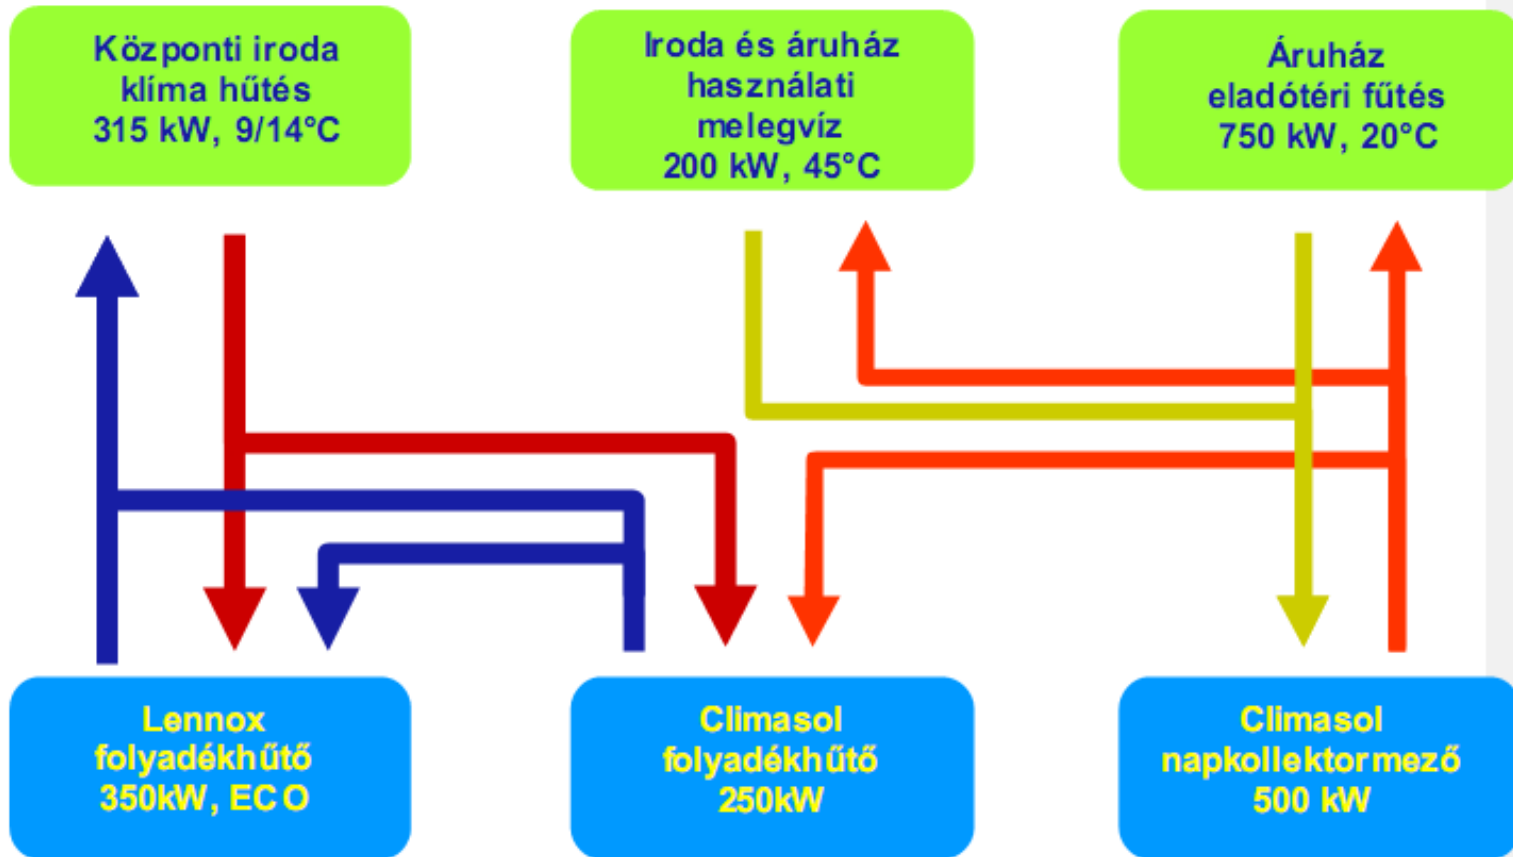 Központi iroda
klíma hűtés
315 kW, 9/14°C
Iroda és áruház
használati
melegvíz
200 kW, 45°C
Áruház
eladótéri fűtés
750 kW, 20°C
Lennox
folyadékhűtő
350kW, ECO
Climasol
folyadékhűtő
250kW
Climasol
napkollektormező
500 kW